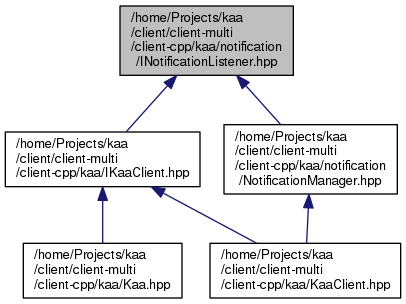 /home/Projects/kaa
/client/client-multi
/client-cpp/kaa/notification
/INotificationListener.hpp
/home/Projects/kaa
/client/client-multi
/client-cpp/kaa/IKaaClient.hpp
/home/Projects/kaa
/client/client-multi
/client-cpp/kaa/notification
/NotificationManager.hpp
/home/Projects/kaa
/client/client-multi
/client-cpp/kaa/Kaa.hpp
/home/Projects/kaa
/client/client-multi
/client-cpp/kaa/KaaClient.hpp